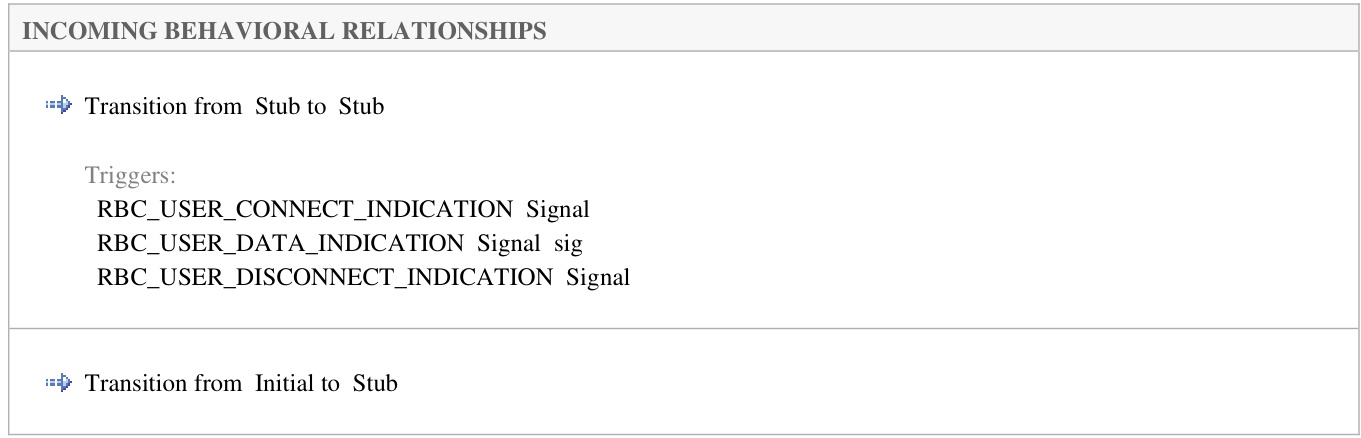 INCOMING BEHAVIORAL RELATIONSHIPS
Transition from Stub to Stub
Triggers:
RBC_USER_CONNECT_INDICATION Signal
RBC_USER_DATA_INDICATION Signal sig
RBC_USER_DISCONNECT_INDICATION Signal
Transition from Initial to Stub